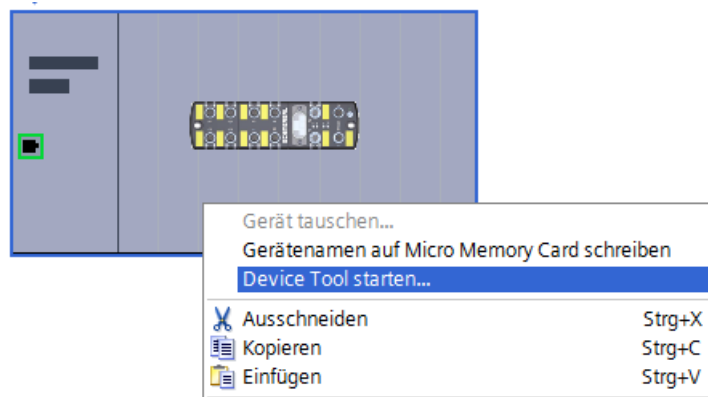 Gerät tauschen...
Gerätenamen auf Micro Memory Card schreiben
Device Tool starten...
Ausschneiden Strg+X
Kopieren Strg+C
Einfügen Strg+V